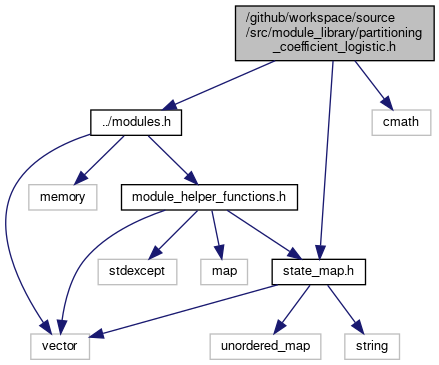 /github/workspace/source
/src/module_library/partitioning
_coefficient_logistic.h
../modules.h
cmath
memory
module_helper_functions.h
stdexcept
map
state_map.h
vector
unordered_map
string